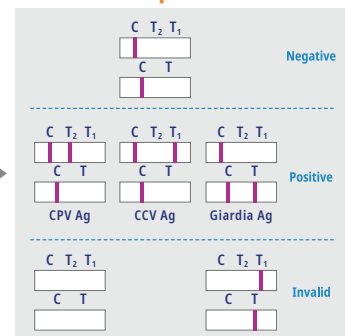 C T₂ T₁
C T
Negative
C T₂ T₁ C T₂ T₁ C T₂ T₁
C T C T C T
Positive
CPV Ag CCV Ag Giardia Ag
C T₂ T₁ C T₂ T₁
C T C T
Invalid